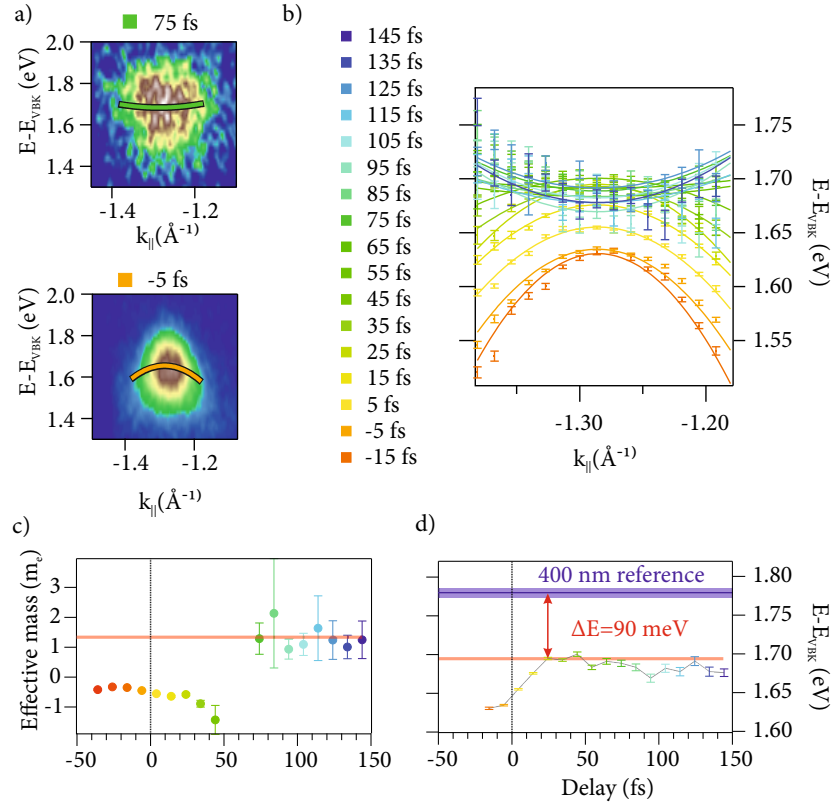 a)
75 fs
2.0
1.8
1.6
1.4
E-E_VBK (eV)
-1.4
-1.2
k_||(Å⁻¹)
-5 fs
2.0
1.8
1.6
1.4
E-E_VBK (eV)
-1.4
-1.2
k_||(Å⁻¹)
b)
145 fs
135 fs
125 fs
115 fs
105 fs
95 fs
85 fs
75 fs
65 fs
55 fs
45 fs
35 fs
25 fs
15 fs
5 fs
-5 fs
-15 fs
1.75
1.70
1.65
1.60
1.55
E-E_VBK (eV)
-1.30
-1.20
k_||(Å⁻¹)
c)
Effective mass (m_e)
3
2
1
0
-1
-50
0
50
100
150
d)
400 nm reference
ΔE=90 meV
1.80
1.70
1.60
E-E_VBK (eV)
1.75
1.65
-50
0
50
100
150
Delay (fs)